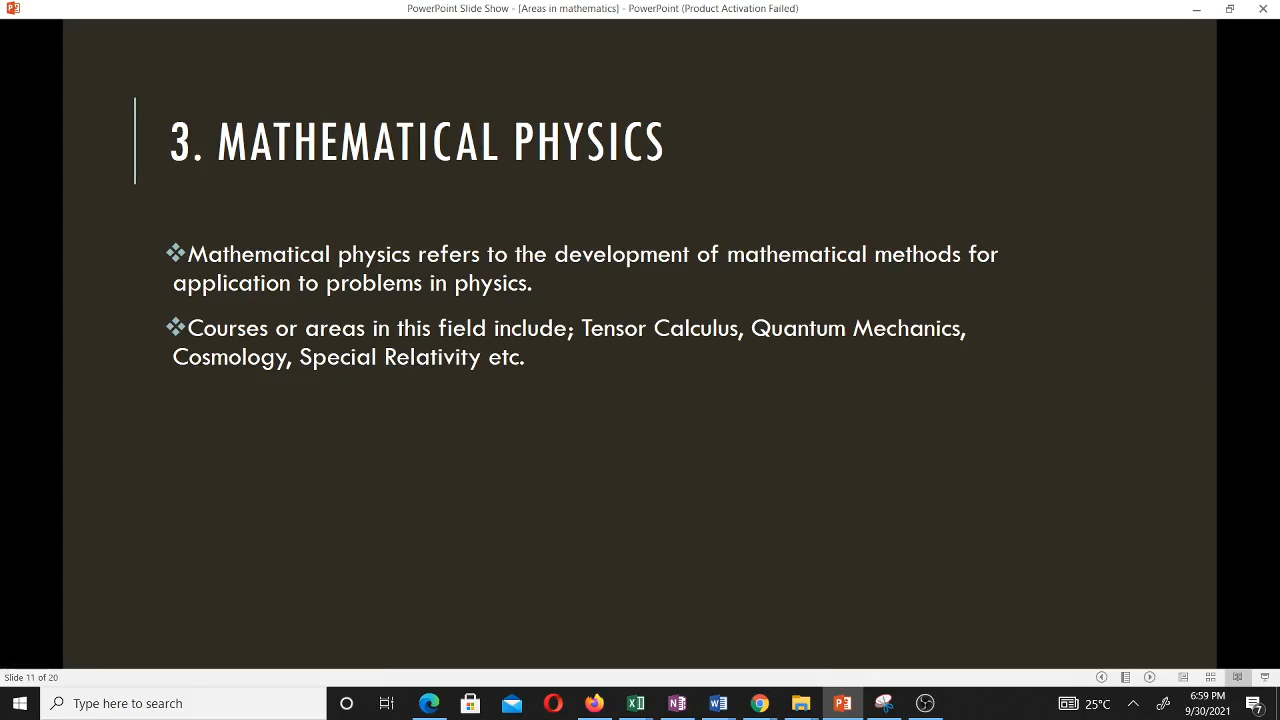 PowerPoint Slide Show - [Areas in mathematics] - PowerPoint (Product Activation Failed)
3. MATHEMATICAL PHYSICS
❖Mathematical physics refers to the development of mathematical methods for
application to problems in physics.
❖Courses or areas in this field include; Tensor Calculus, Quantum Mechanics,
Cosmology, Special Relativity etc.
Slide 11 of 20
Type here to search
25°C
6:59 PM
9/30/2021
7